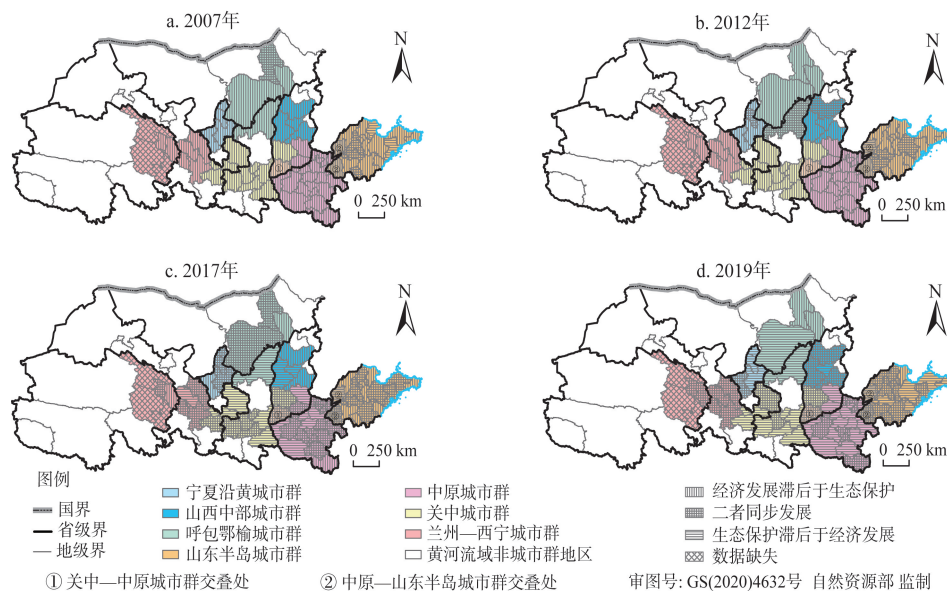 a. 2007年
N
0 250 km
b. 2012年
N
0 250 km
c. 2017年
N
0 250 km
d. 2019年
N
0 250 km
图例
国界
省级界
地级界
宁夏沿黄城市群
山西中部城市群
呼包鄂榆城市群
山东半岛城市群
中原城市群
关中城市群
兰州—西宁城市群
黄河流域非城市群地区
经济发展滞后于生态保护
二者同步发展
生态保护滞后于经济发展
数据缺失
① 关中—中原城市群交叠处 ② 中原—山东半岛城市群交叠处 审图号: GS(2020)4632号 自然资源部 监制